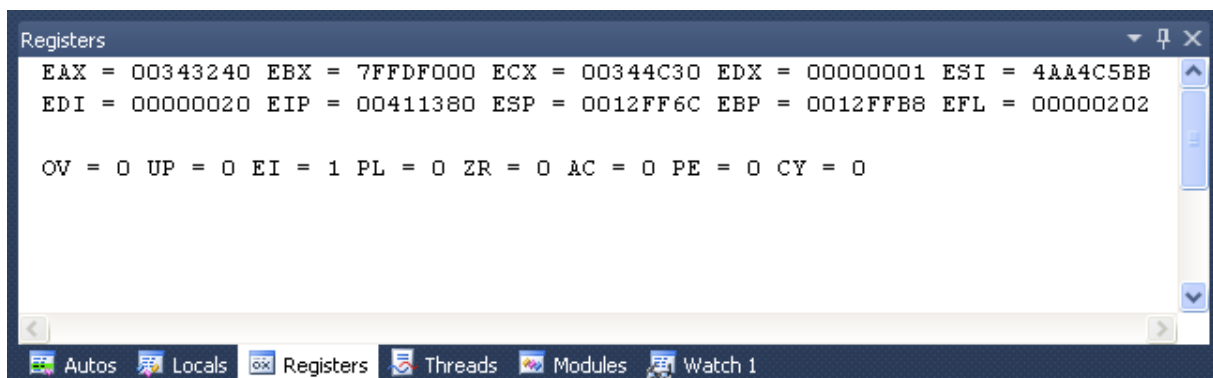 Registers
EAX = 00343240 EBX = 7FFDF000 ECX = 00344C30 EDX = 00000001 ESI = 4AA4C5BB
EDI = 00000020 EIP = 00411380 ESP = 0012FF6C EBP = 0012FFB8 EFL = 00000202
OV = 0 UP = 0 EI = 1 PL = 0 ZR = 0 AC = 0 PE = 0 CY = 0
Autos Locals Registers Threads Modules Watch 1